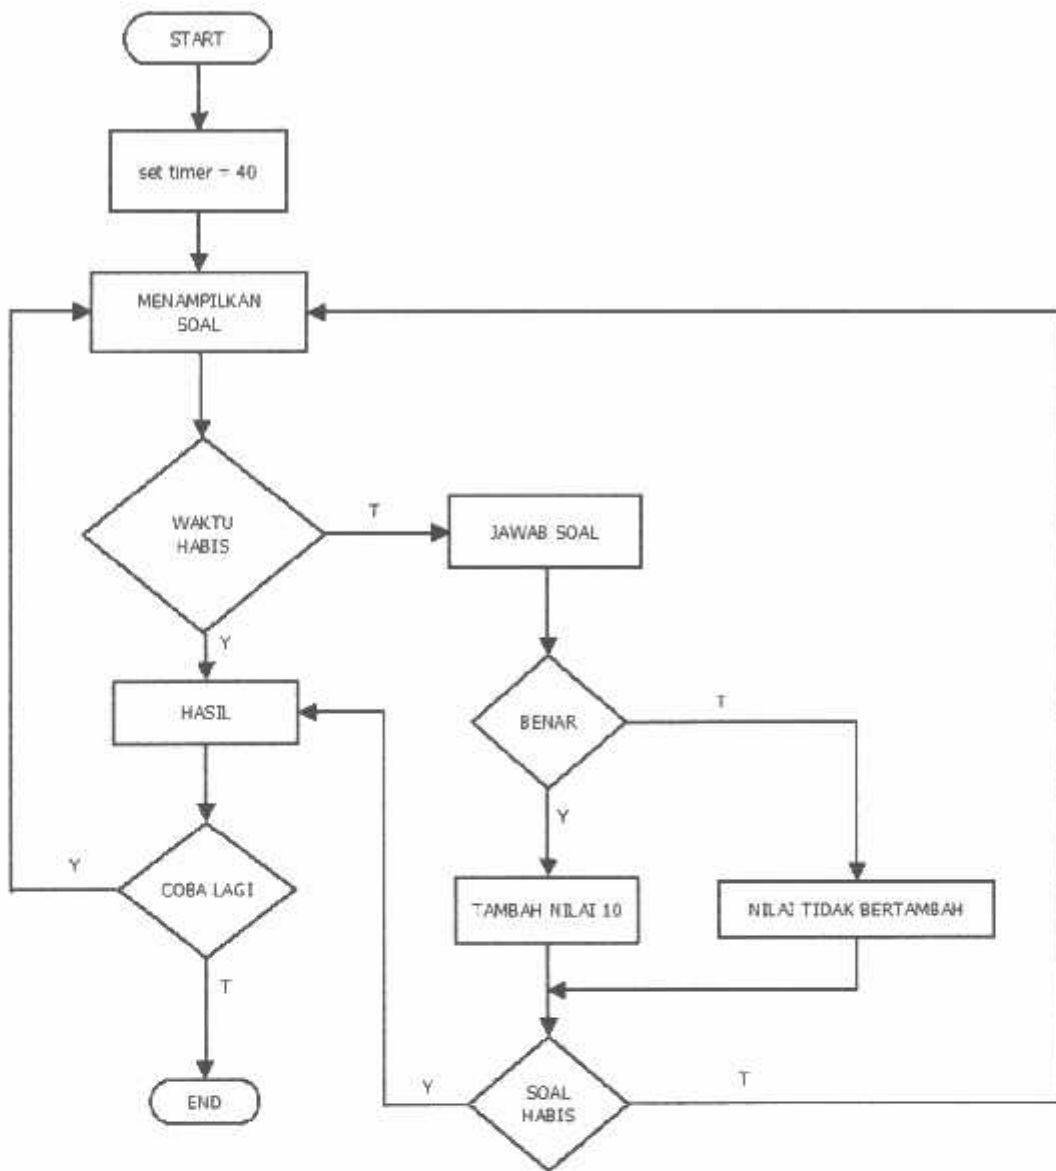 START
set timer = 40
MENAMPILKAN
SOAL
WAKTU
HABIS
T
JAWAB SOAL
Y
HASIL
BENAR
T
Y
Y
COBA LAGI
TAMBAH NILAI 10
NILAI TIDAK BERTAMBAH
T
END
Y
SOAL
HABIS
T